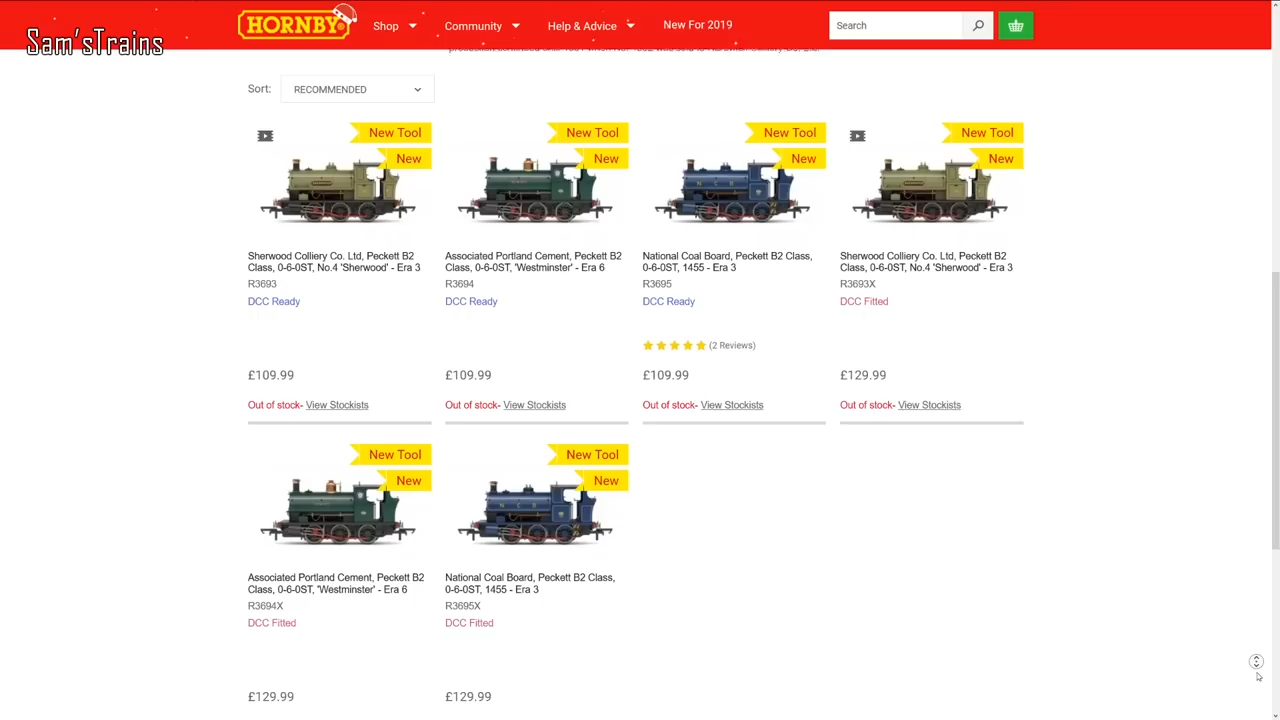 Sam'sTrains
HORNBY
Shop
Community
Help & Advice
New For 2019
Search
Sort:
RECOMMENDED
New Tool
New
Sherwood Colliery Co. Ltd, Peckett B2
Class, 0-6-0ST, No.4 'Sherwood' - Era 3
R3693
DCC Ready
£109.99
Out of stock- View Stockists
New Tool
New
Associated Portland Cement, Peckett B2
Class, 0-6-0ST, 'Westminster' - Era 6
R3694
DCC Ready
£109.99
Out of stock- View Stockists
New Tool
New
National Coal Board, Peckett B2 Class,
0-6-0ST, 1455 - Era 3
R3695
DCC Ready
(2 Reviews)
£109.99
Out of stock- View Stockists
New Tool
New
Sherwood Colliery Co. Ltd, Peckett B2
Class, 0-6-0ST, No.4 'Sherwood' - Era 3
R3693X
DCC Fitted
£129.99
Out of stock- View Stockists
New Tool
New
Associated Portland Cement, Peckett B2
Class, 0-6-0ST, 'Westminster' - Era 6
R3694X
DCC Fitted
£129.99
New Tool
New
National Coal Board, Peckett B2 Class,
0-6-0ST, 1455 - Era 3
R3695X
DCC Fitted
£129.99